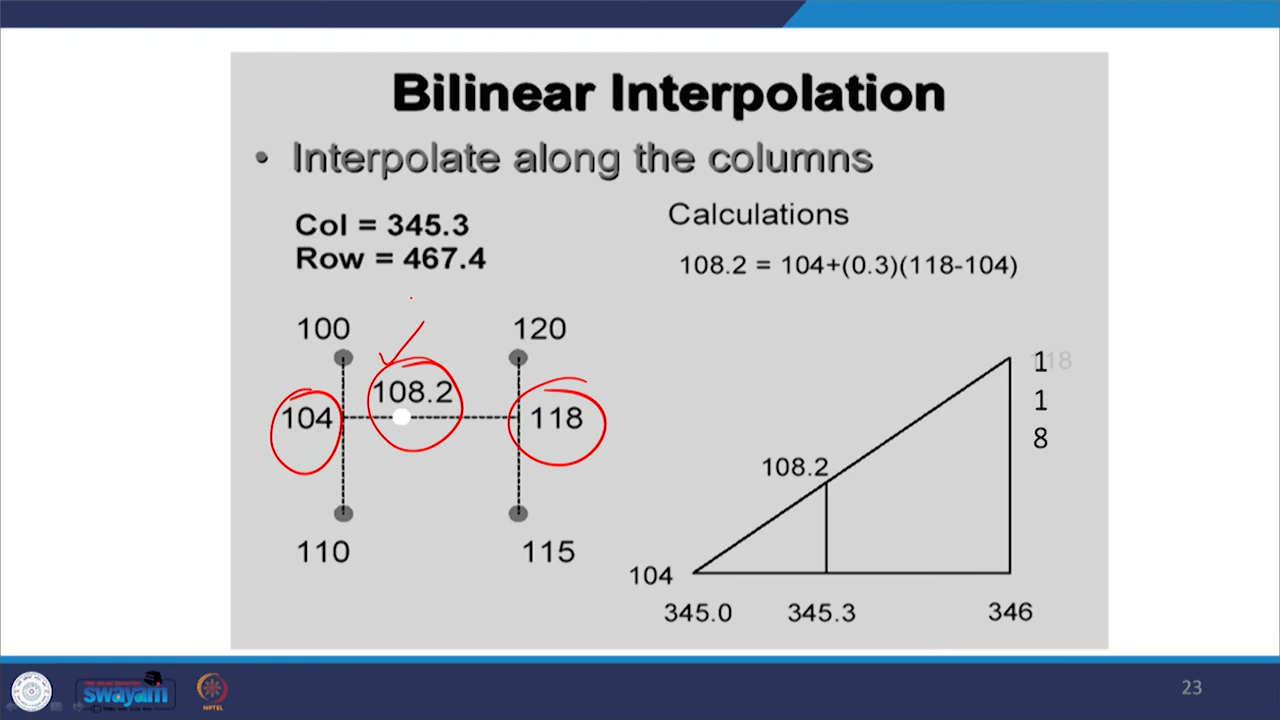 Bilinear Interpolation
• Interpolate along the columns
Col = 345.3
Row = 467.4
Calculations
108.2 = 104+(0.3)(118-104)
100
120
104
108.2
118
110
115
118
1
1
8
108.2
104
345.0
345.3
346
swayam
NPTEL
23